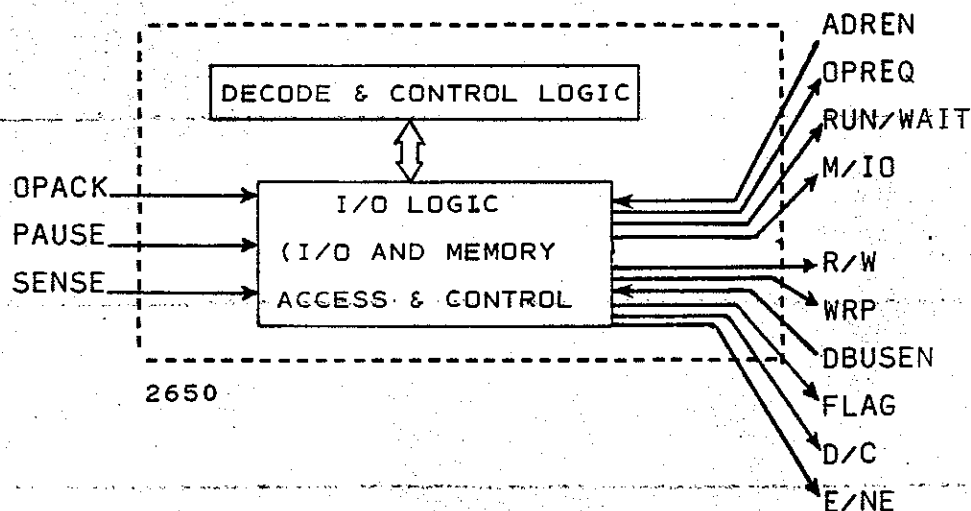 ADREN
OPREQ
RUN/WAIT
M/IO
DECODE & CONTROL LOGIC
OPACK
PAUSE
SENSE
I/O LOGIC
(I/O AND MEMORY
ACCESS & CONTROL
R/W
WRP
DBUSEN
FLAG
D/C
E/NE
2650